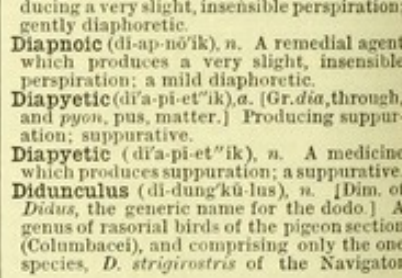 ducing a very slight, insensible perspiration;
gently diaphoretic.
Diapnoic (di-ap-nō'ik), n. A remedial agent
which produces a very slight, insensible
perspiration; a mild diaphoretic.
Diapyetic (dī'a-pi-et"ik), a. [Gr. dia, through,
and pyon, pus, matter.] Producing suppur-
ation; suppurative.
Diapyetic (dī'a-pi-et"ik), n. A medicine
which produces suppuration; a suppurative.
Didunculus (di-dung'kū-lus), n. [Dim. of
Didus, the generic name for the dodo.] A
genus of rasorial birds of the pigeon section
(Columbacei), and comprising only the one
species, D. strigirostris of the Navigator